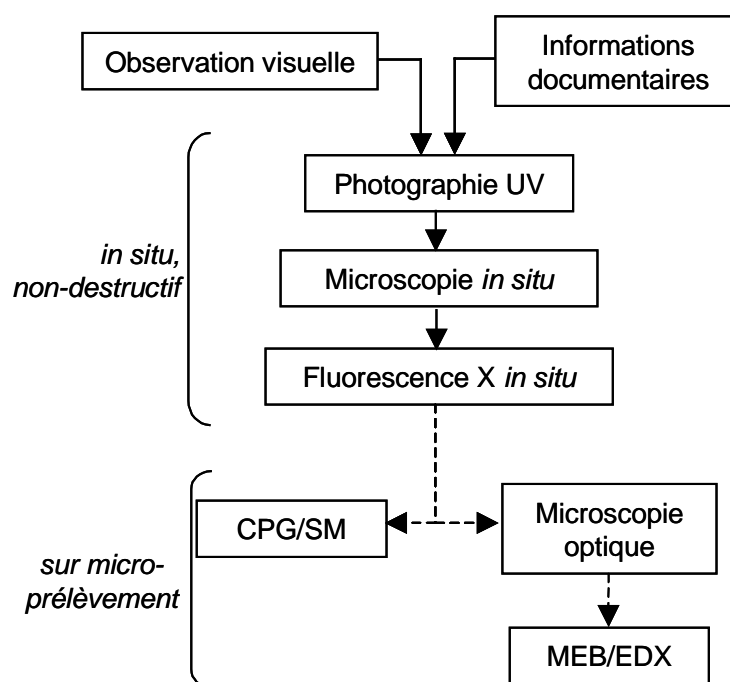 Observation visuelle
Informations
documentaires
Photographie UV
in situ,
non-destructif
Microscopie in situ
Fluorescence X in situ
CPG/SM
Microscopie
optique
sur micro-
prélèvement
MEB/EDX